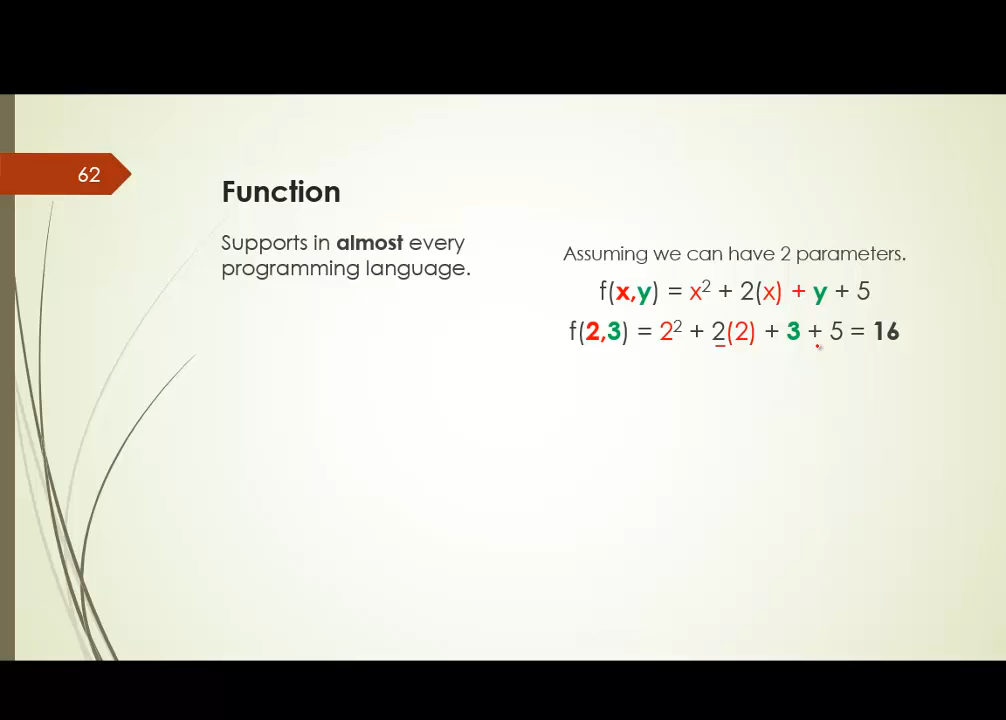 62
Function
Supports in almost every
programming language.
Assuming we can have 2 parameters.
f(x,y) = x² + 2(x) + y + 5
f(2,3) = 2² + 2(2) + 3 + 5 = 16